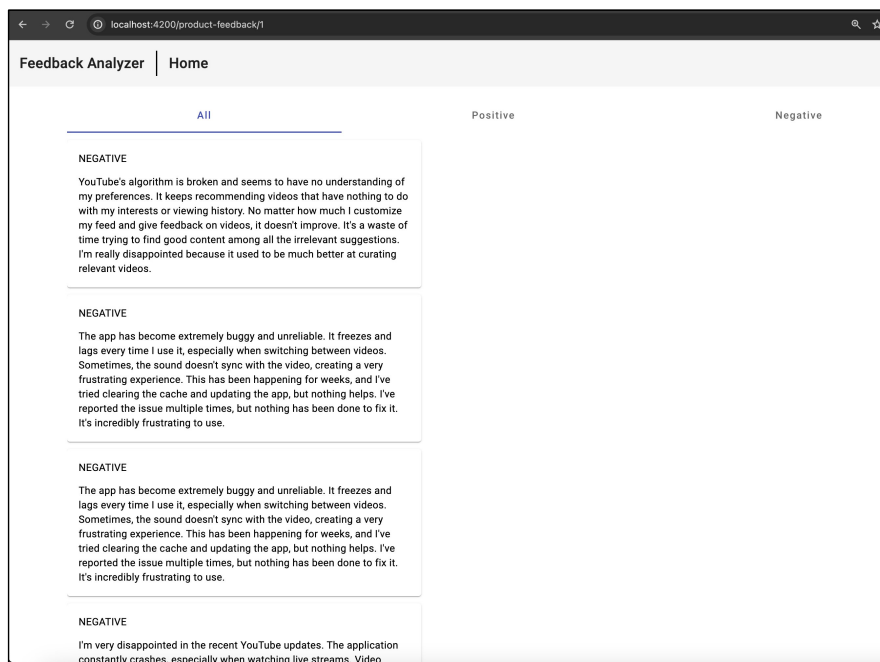 localhost:4200/product-feedback/1
Feedback Analyzer Home
All Positive Negative
NEGATIVE
YouTube's algorithm is broken and seems to have no understanding of
my preferences. It keeps recommending videos that have nothing to do
with my interests or viewing history. No matter how much I customize
my feed and give feedback on videos, it doesn't improve. It's a waste of
time trying to find good content among all the irrelevant suggestions.
I'm really disappointed because it used to be much better at curating
relevant videos.
NEGATIVE
The app has become extremely buggy and unreliable. It freezes and
lags every time I use it, especially when switching between videos.
Sometimes, the sound doesn't sync with the video, creating a very
frustrating experience. This has been happening for weeks, and I've
tried clearing the cache and updating the app, but nothing helps. I've
reported the issue multiple times, but nothing has been done to fix it.
It's incredibly frustrating to use.
NEGATIVE
The app has become extremely buggy and unreliable. It freezes and
lags every time I use it, especially when switching between videos.
Sometimes, the sound doesn't sync with the video, creating a very
frustrating experience. This has been happening for weeks, and I've
tried clearing the cache and updating the app, but nothing helps. I've
reported the issue multiple times, but nothing has been done to fix it.
It's incredibly frustrating to use.
NEGATIVE
I'm very disappointed in the recent YouTube updates. The application
constantly crashes, especially when watching live streams. Video